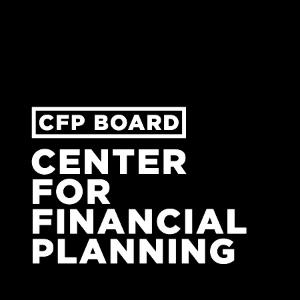 CFP BOARD
CENTER
FOR
FINANCIAL
PLANNING